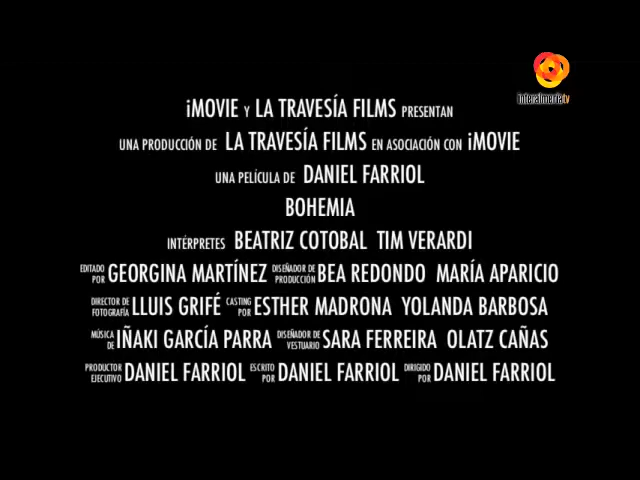 interalmeríatv
iMOVIE Y LA TRAVESÍA FILMS PRESENTAN
UNA PRODUCCIÓN DE LA TRAVESÍA FILMS EN ASOCIACIÓN CON iMOVIE
UNA PELÍCULA DE DANIEL FARRIOL
BOHEMIA
INTÉRPRETES BEATRIZ COTOBAL TIM VERARDI
EDITADO POR GEORGINA MARTÍNEZ DISEÑADOR DE PRODUCCIÓN BEA REDONDO MARÍA APARICIO
DIRECTOR DE FOTOGRAFÍA LLUIS GRIFÉ CASTING POR ESTHER MADRONA YOLANDA BARBOSA
MÚSICA DE IÑAKI GARCÍA PARRA DISEÑADOR DE VESTUARIO SARA FERREIRA OLATZ CAÑAS
PRODUCTOR EJECUTIVO DANIEL FARRIOL ESCRITO POR DANIEL FARRIOL DIRIGIDO POR DANIEL FARRIOL